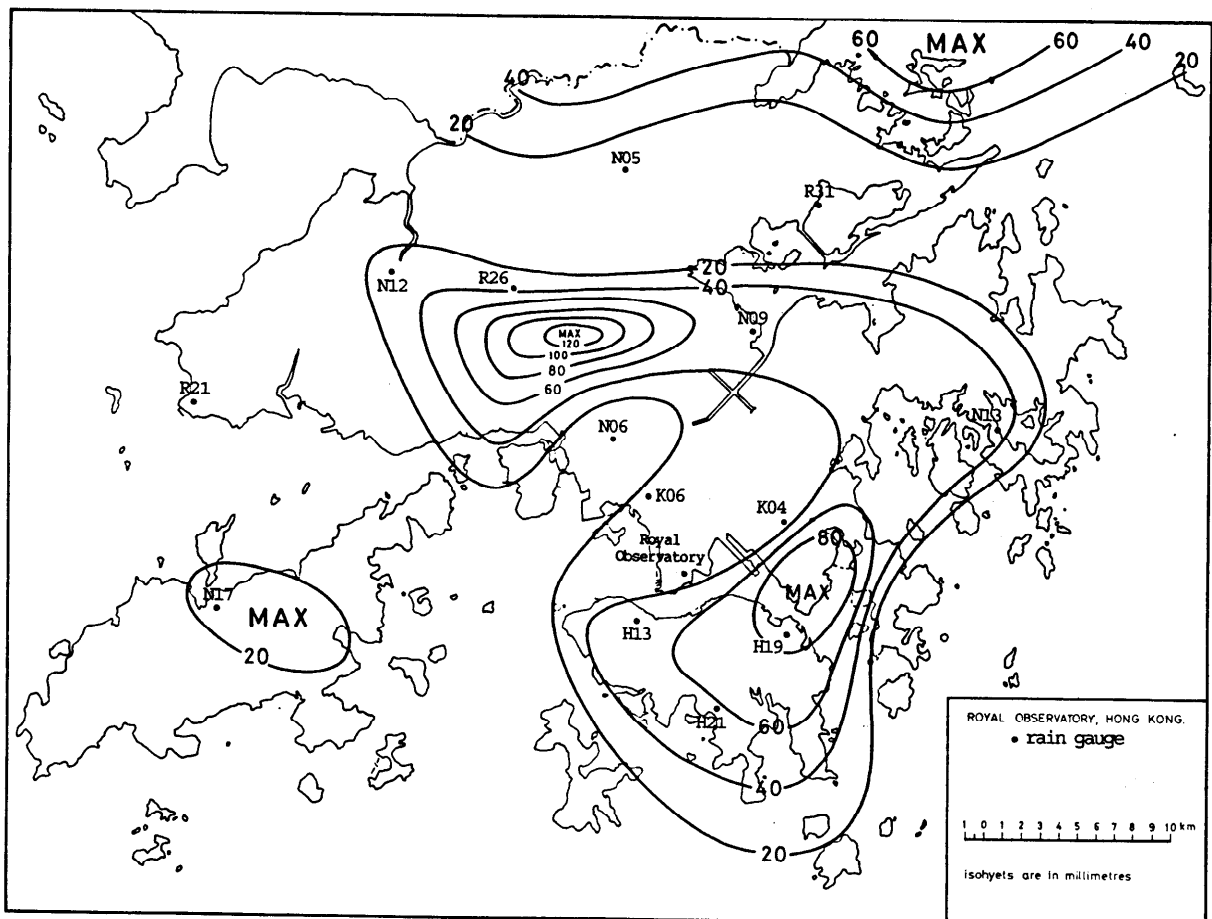 60 MAX 60 40
20
40
20
N05
R31
20
N12 R26 40
MAX
120
100
80
60
N09
R21
N13
N06
K06
K04
Royal
Observatory
80
N17
MAX
MAX
20
H13
H19
H21
60
40
20
ROYAL OBSERVATORY, HONG KONG.
• rain gauge
1 0 1 2 3 4 5 6 7 8 9 10 km
isohyets are in millimetres